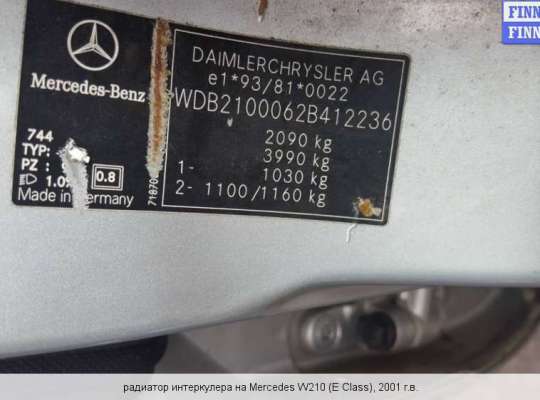 FINN
FINN
Mercedes-Benz
DAIMLERCHRYSLER AG
e1*93/81*0022
WDB2100062B412236
2090 kg
3990 kg
1- 1030 kg
2- 1100/1160 kg
744
TYP:
PZ :
0.8
Made in Germany
радиатор интеркулера на Mercedes W210 (E Class), 2001 г.в.